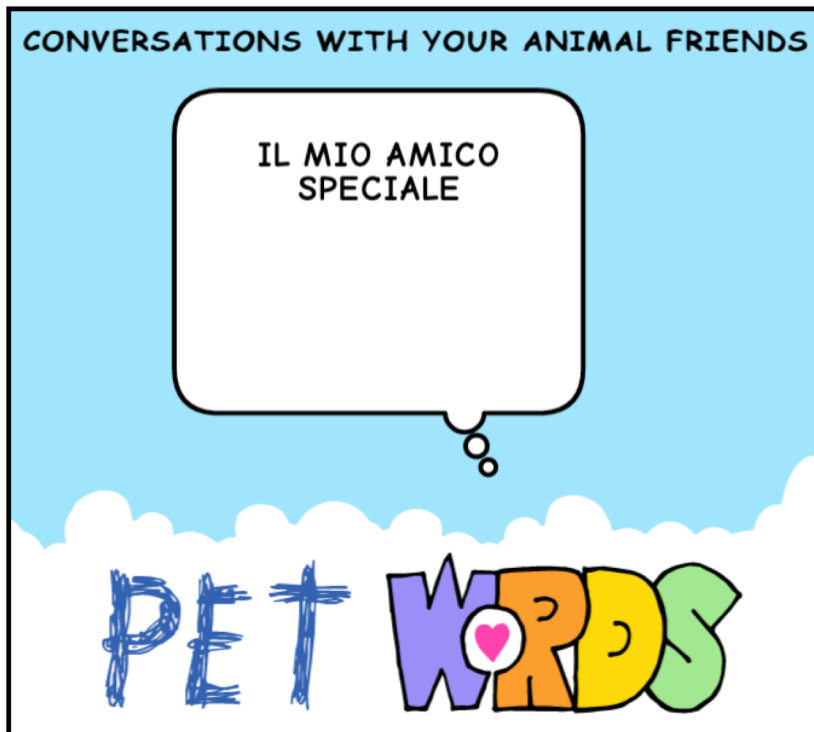 CONVERSATIONS WITH YOUR ANIMAL FRIENDS
IL MIO AMICO
SPECIALE
PET WORDS